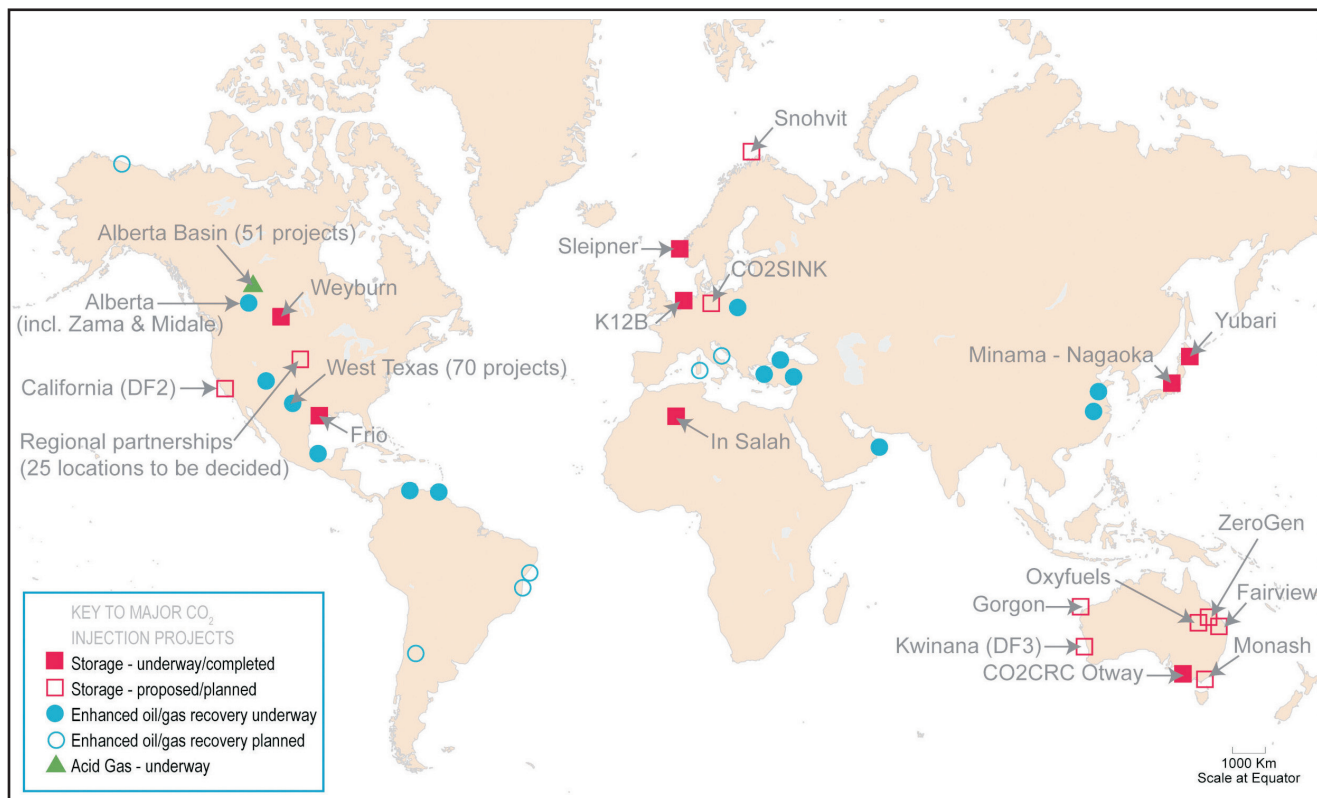 Snohvit
Alberta Basin (51 projects)
Sleipner
CO2SINK
Weyburn
Alberta
(incl. Zama & Midale)
K12B
Yubari
Minama - Nagaoka
West Texas (70 projects)
California (DF2)
Frio
In Salah
Regional partnerships
(25 locations to be decided)
ZeroGen
Oxyfuels
Fairview
Gorgon
Kwinana (DF3)
Monash
CO2CRC Otway
KEY TO MAJOR CO₂
INJECTION PROJECTS
Storage - underway/completed
Storage - proposed/planned
Enhanced oil/gas recovery underway
Enhanced oil/gas recovery planned
Acid Gas - underway
1000 Km
Scale at Equator